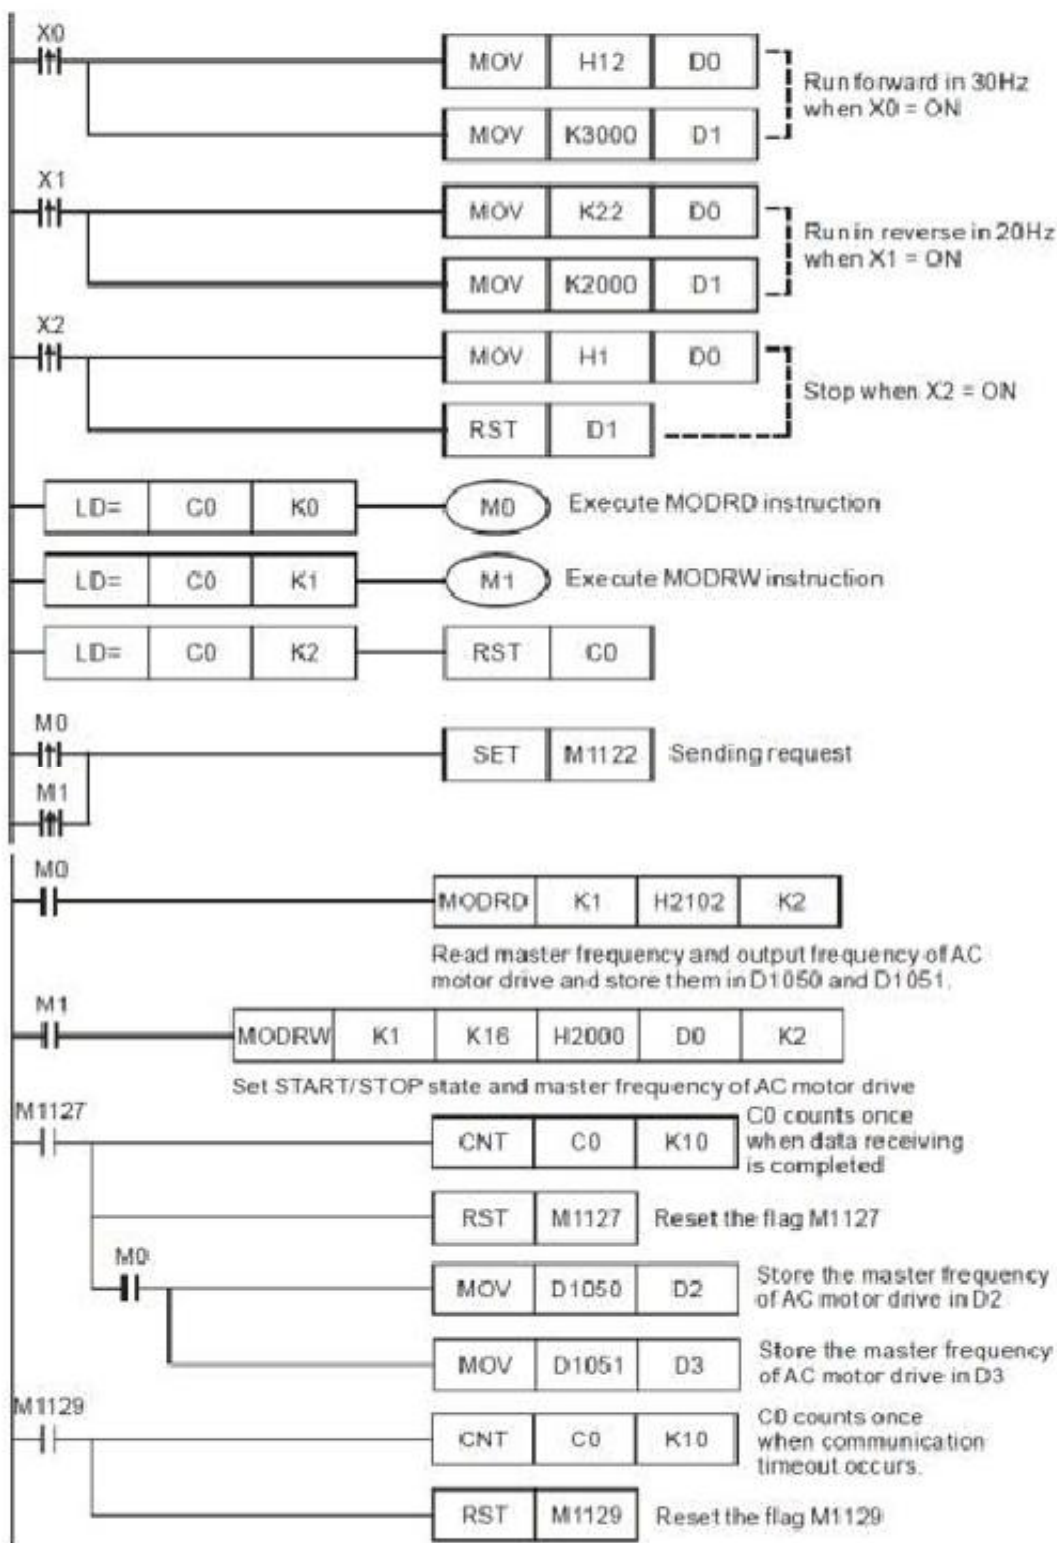 X0
MOV H12 D0
Run forward in 30Hz
when X0 = ON
MOV K3000 D1
X1
MOV K22 D0
Run in reverse in 20Hz
when X1 = ON
MOV K2000 D1
X2
MOV H1 D0
Stop when X2 = ON
RST D1
LD= C0 K0 M0 Execute MODRD instruction
LD= C0 K1 M1 Execute MODRW instruction
LD= C0 K2 RST C0
M0
SET M1122 Sending request
M1
M0
MODRD K1 H2102 K2
Read master frequency and output frequency of AC
motor drive and store them in D1050 and D1051.
M1
MODRW K1 K16 H2000 D0 K2
Set START/STOP state and master frequency of AC motor drive
M1127
CNT C0 K10
C0 counts once
when data receiving
is completed
RST M1127 Reset the flag M1127
M0
MOV D1050 D2
Store the master frequency
of AC motor drive in D2
MOV D1051 D3
Store the master frequency
of AC motor drive in D3
M1129
CNT C0 K10
C0 counts once
when communication
timeout occurs.
RST M1129 Reset the flag M1129